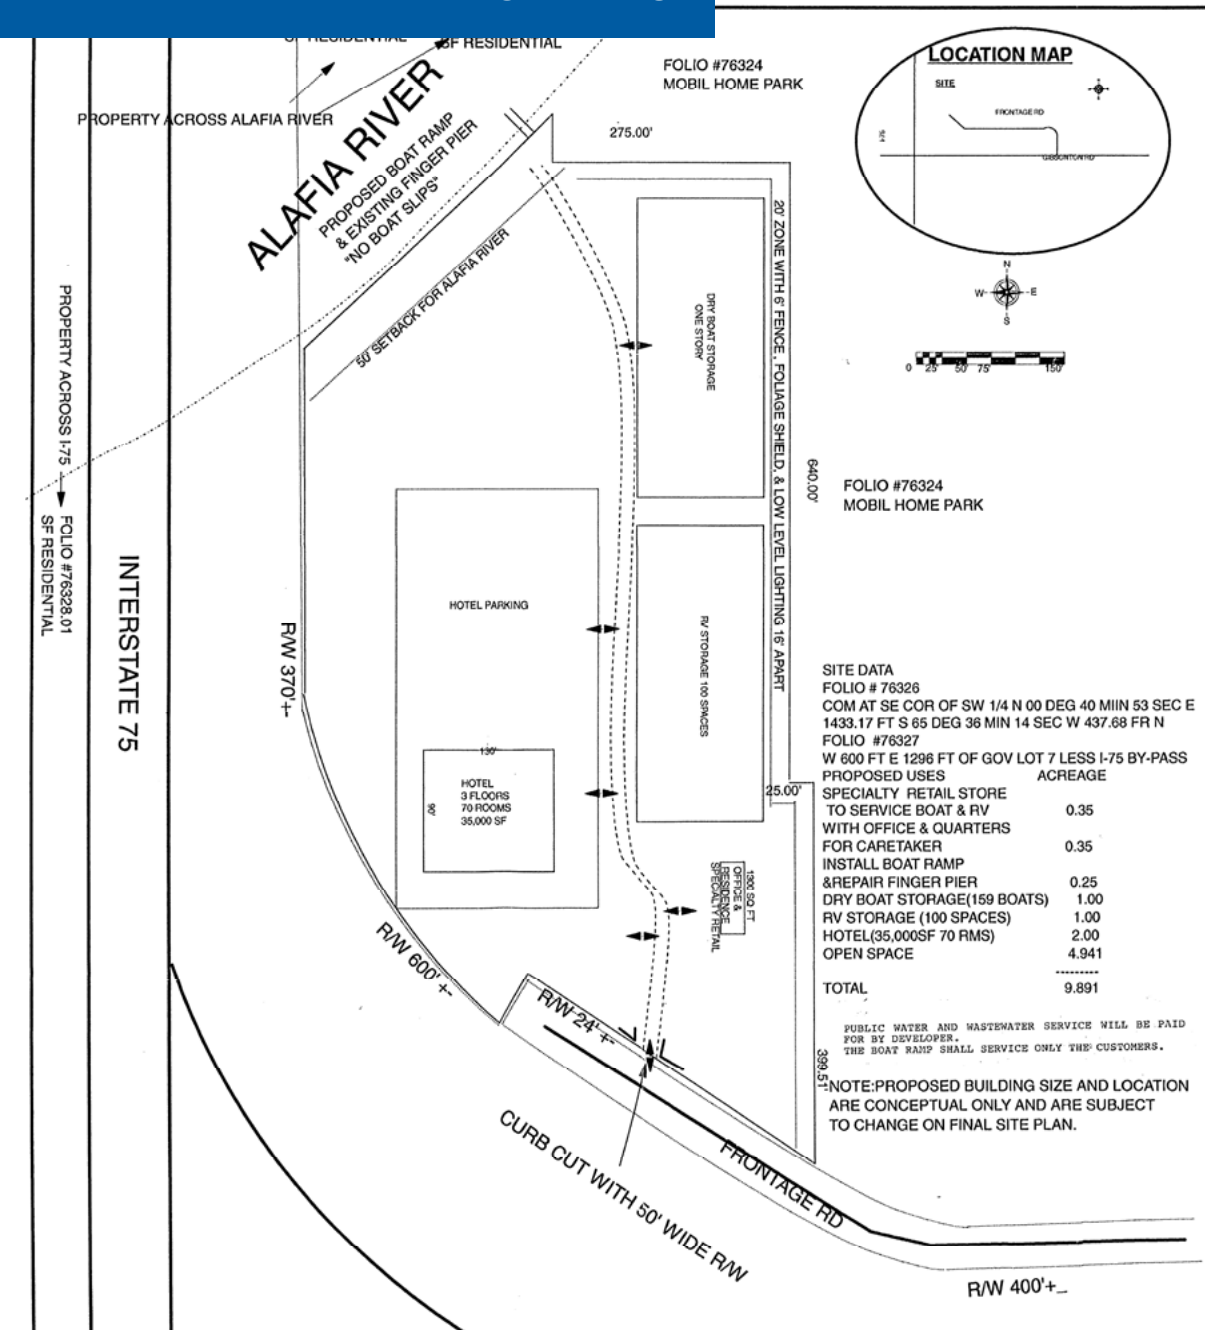 SF RESIDENTIAL
SF RESIDENTIAL
PROPERTY ACROSS ALAFIA RIVER
ALAFIA RIVER
PROPOSED BOAT RAMP
& EXISTING FINGER PIER
"NO BOAT SLIPS"
50' SETBACK FOR ALAFIA RIVER
FOLIO #76324
MOBIL HOME PARK
275.00'
LOCATION MAP
SITE
FRONTAGE RD
I-75
GIBSONTON RD
N
W
E
S
0 25' 50' 75' 150'
PROPERTY ACROSS I-75
FOLIO #76328.01
SF RESIDENTIAL
INTERSTATE 75
R/W 370'+-
DRY BOAT STORAGE
ONE STORY
20' ZONE WITH 6' FENCE, FOLIAGE SHIELD, & LOW LEVEL LIGHTING 16' APART
640.00'
FOLIO #76324
MOBIL HOME PARK
HOTEL PARKING
RV STORAGE 100 SPACES
130'
90'
HOTEL
3 FLOORS
70 ROOMS
35,000 SF
25.00'
1300 SQ FT
OFFICE &
RESIDENCE
SPECIALTY RETAIL
R/W 600' +-
R/W 24' +-
399.51'
SITE DATA
FOLIO # 76326
COM AT SE COR OF SW 1/4 N 00 DEG 40 MIIN 53 SEC E
1433.17 FT S 65 DEG 36 MIN 14 SEC W 437.68 FR N
FOLIO #76327
W 600 FT E 1296 FT OF GOV LOT 7 LESS I-75 BY-PASS
PROPOSED USES ACREAGE
SPECIALTY RETAIL STORE
TO SERVICE BOAT & RV 0.35
WITH OFFICE & QUARTERS
FOR CARETAKER 0.35
INSTALL BOAT RAMP
&REPAIR FINGER PIER 0.25
DRY BOAT STORAGE(159 BOATS) 1.00
RV STORAGE (100 SPACES) 1.00
HOTEL(35,000SF 70 RMS) 2.00
OPEN SPACE 4.941
---------
TOTAL 9.891
PUBLIC WATER AND WASTEWATER SERVICE WILL BE PAID
FOR BY DEVELOPER.
THE BOAT RAMP SHALL SERVICE ONLY THE CUSTOMERS.
NOTE:PROPOSED BUILDING SIZE AND LOCATION
ARE CONCEPTUAL ONLY AND ARE SUBJECT
TO CHANGE ON FINAL SITE PLAN.
CURB CUT WITH 50' WIDE R/W
FRONTAGE RD
R/W 400'+_